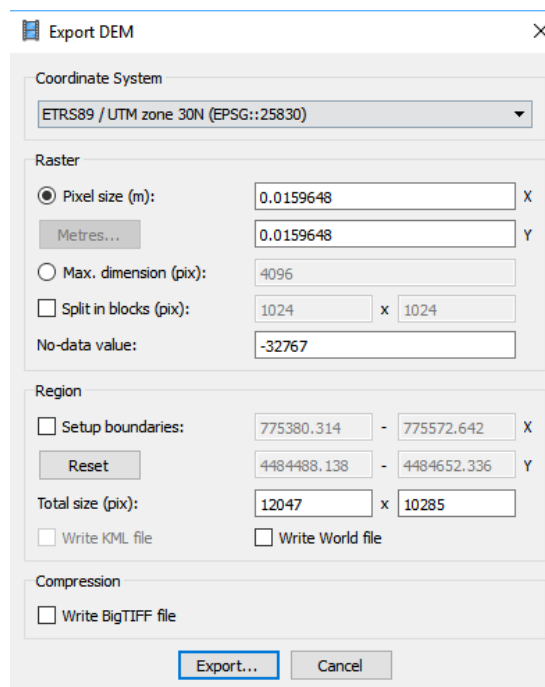 Export DEM
Coordinate System
ETRS89 / UTM zone 30N (EPSG::25830)
Raster
Pixel size (m): 0.0159648 X
Metres... 0.0159648 Y
Max. dimension (pix): 4096
Split in blocks (pix): 1024 x 1024
No-data value: -32767
Region
Setup boundaries: 775380.314 - 775572.642 X
Reset 4484488.138 - 4484652.336 Y
Total size (pix): 12047 x 10285
Write KML file Write World file
Compression
Write BigTIFF file
Export... Cancel